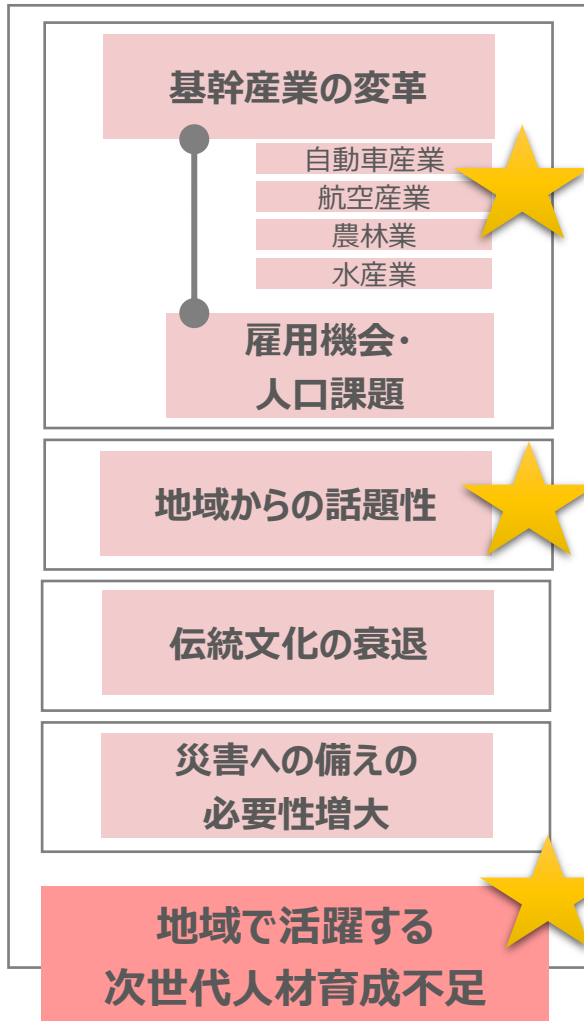 基幹産業の変革
自動車産業
航空産業
農林業
水産業
雇用機会・
人口課題
地域からの話題性
伝統文化の衰退
災害への備えの
必要性増大
地域で活躍する
次世代人材育成不足